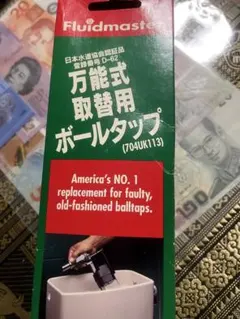 Fluidmaster
日本水道協会認証品
登録番号 D-62
万能式
取替用
ボールタップ
(704UK113)
America's NO. 1
replacement for faulty,
old-fashioned balltaps.